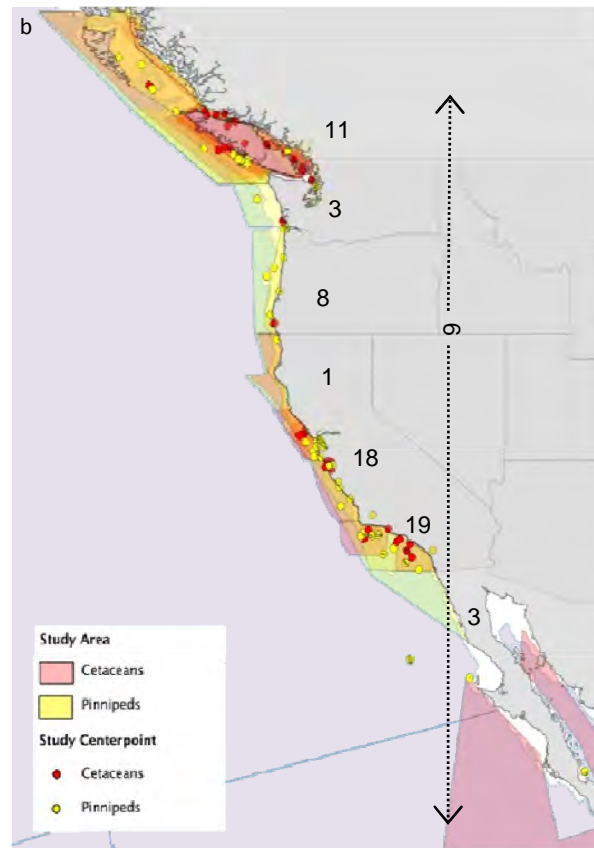 b
11
3
8
9
1
18
19
3
Study Area
Cetaceans
Pinnipeds
Study Centerpoint
Cetaceans
Pinnipeds